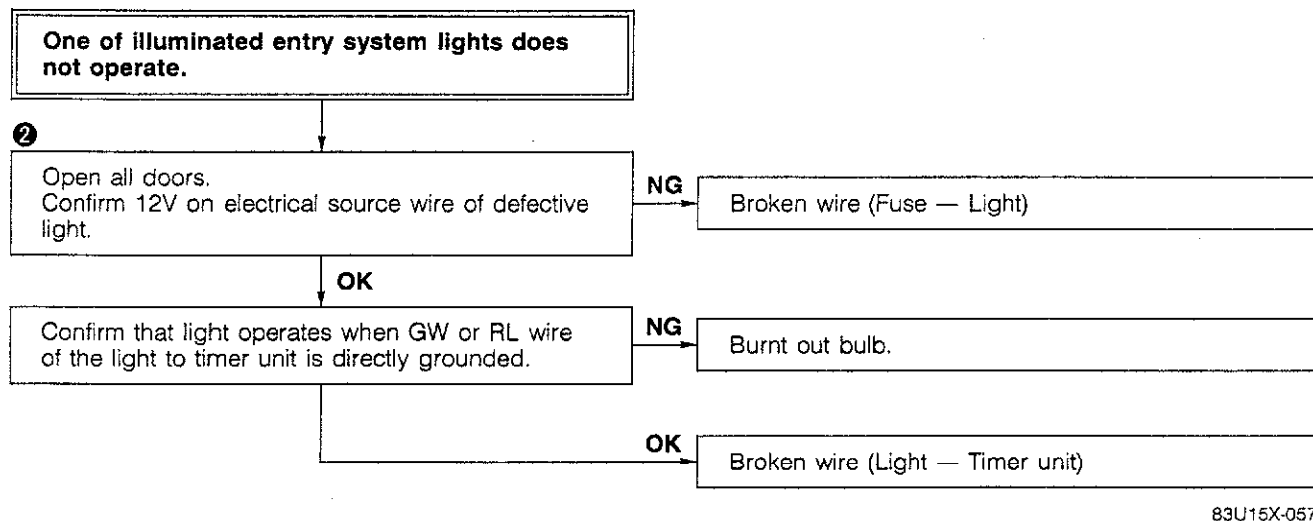 One of illuminated entry system lights does
not operate.
❷
Open all doors.
Confirm 12V on electrical source wire of defective
light.
NG
Broken wire (Fuse — Light)
OK
Confirm that light operates when GW or RL wire
of the light to timer unit is directly grounded.
NG
Burnt out bulb.
OK
Broken wire (Light — Timer unit)
83U15X-057